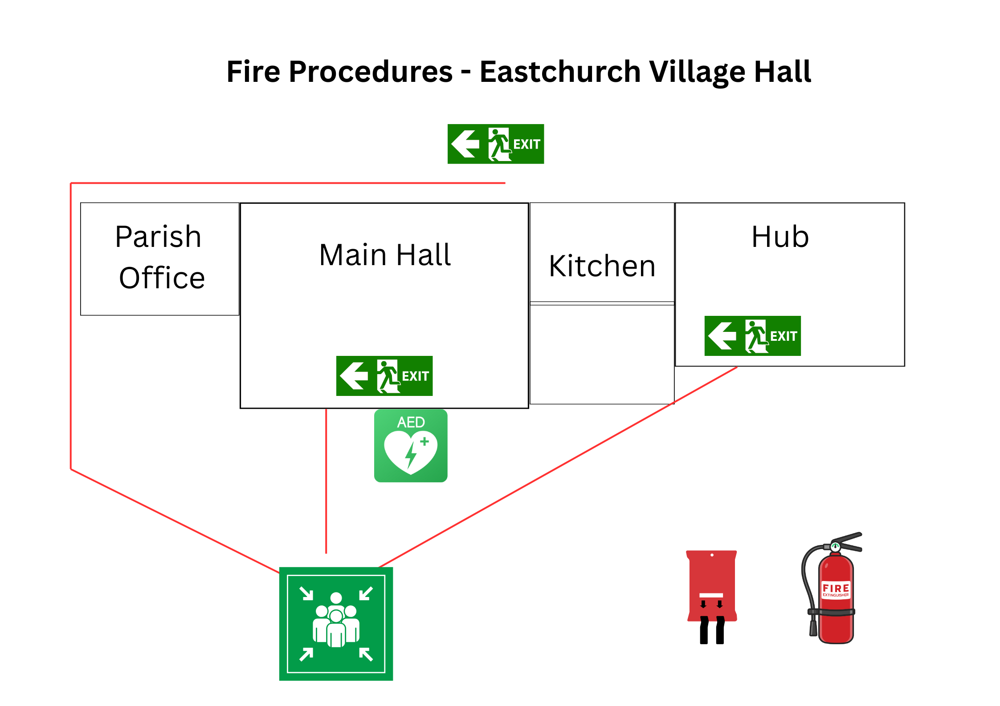 Fire Procedures - Eastchurch Village Hall
EXIT
Parish
Office
Main Hall
Kitchen
Hub
EXIT
EXIT
AED
FIRE
EXTINGUISHER